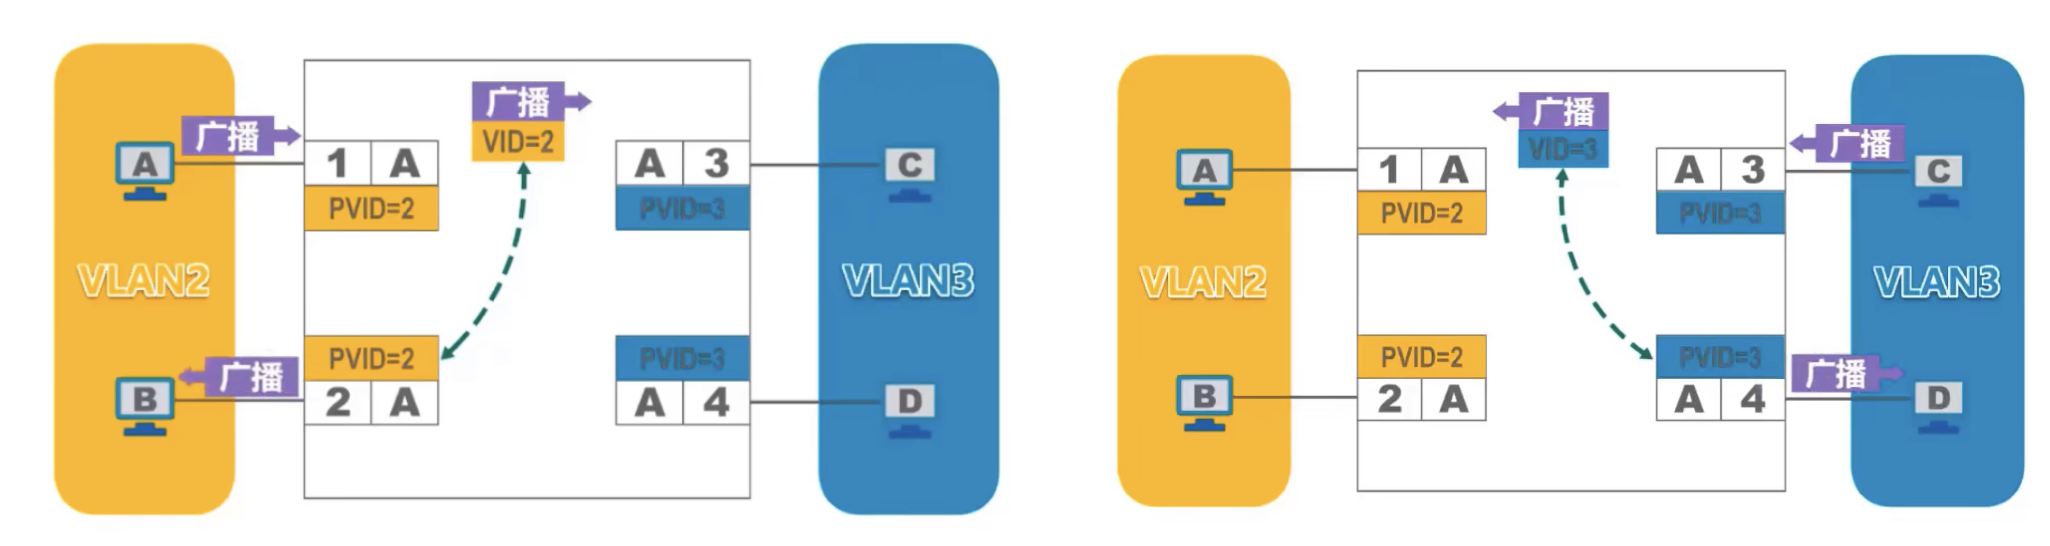 广播
VID=2
广播
A
1 A
A 3
C
PVID=2
PVID=3
VLAN2
VLAN3
PVID=2
PVID=3
广播
B
2 A
A 4
D
广播
VID=3
广播
A
1 A
A 3
C
PVID=2
PVID=3
VLAN2
VLAN3
PVID=2
PVID=3
广播
B
2 A
A 4
D